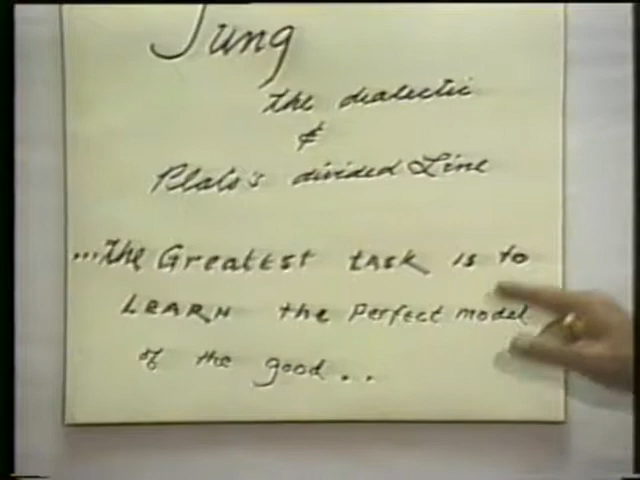 Jung
the dialectic
&
Plato's divided Line
...the Greatest task is to
LEARN the Perfect model
of the good...